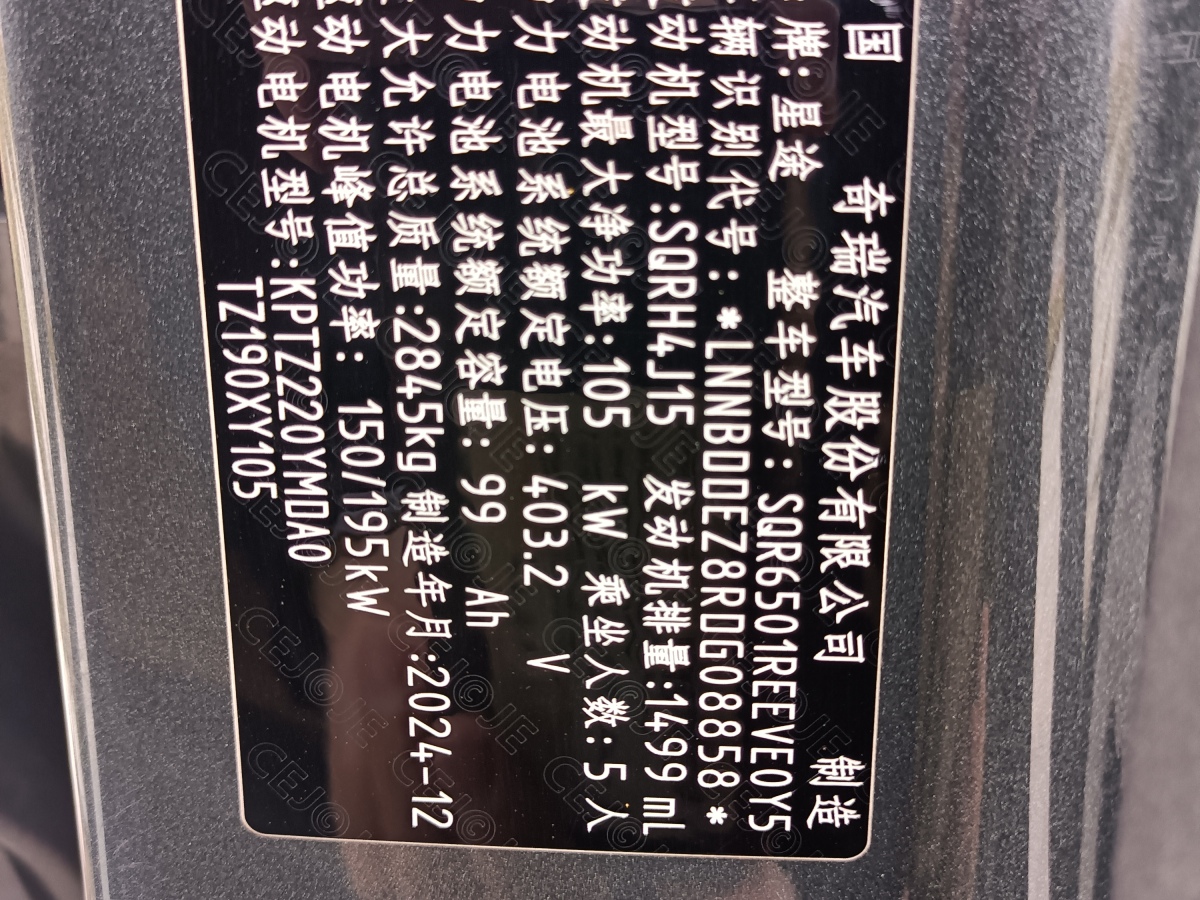 国 奇瑞汽车股份有限公司 制造
牌:星途 整车型号:SQR6501REEVE0Y5
辆识别代号:*LNNBDDEZ8RDG08858*
动机型号:SQRH4J15 发动机排量:1499 ml
动机最大净功率:105 kW 乘坐人数:5人
力电池系统额定电压:403.2 V
力电池系统额定容量:99 Ah
大允许总质量:2845kg 制造年月:2024-12
驱动电机峰值功率:150/195kW
驱动电机型号:KPTZ220YMDA0
TZ190XY105